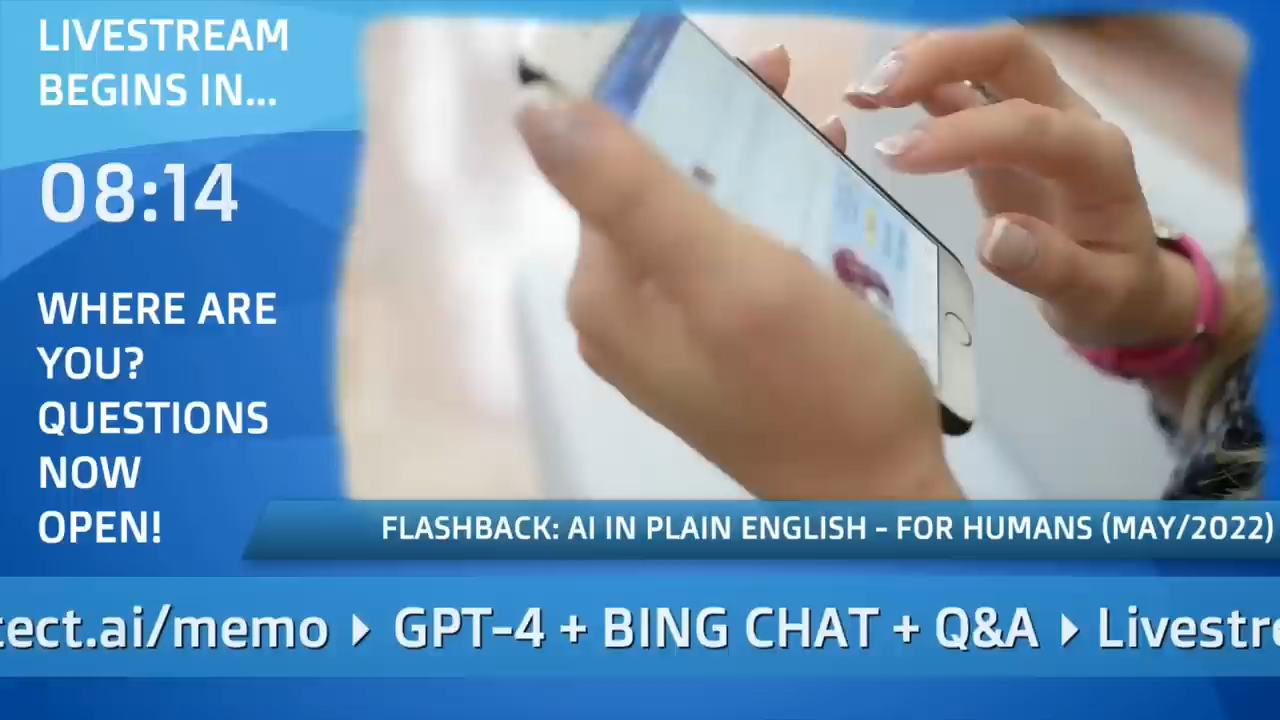 LIVESTREAM
BEGINS IN...
08:14
WHERE ARE
YOU?
QUESTIONS
NOW
OPEN!
FLASHBACK: AI IN PLAIN ENGLISH – FOR HUMANS (MAY/2022)
tect.ai/memo ▸ GPT-4 + BING CHAT + Q&A ▸ Livestre